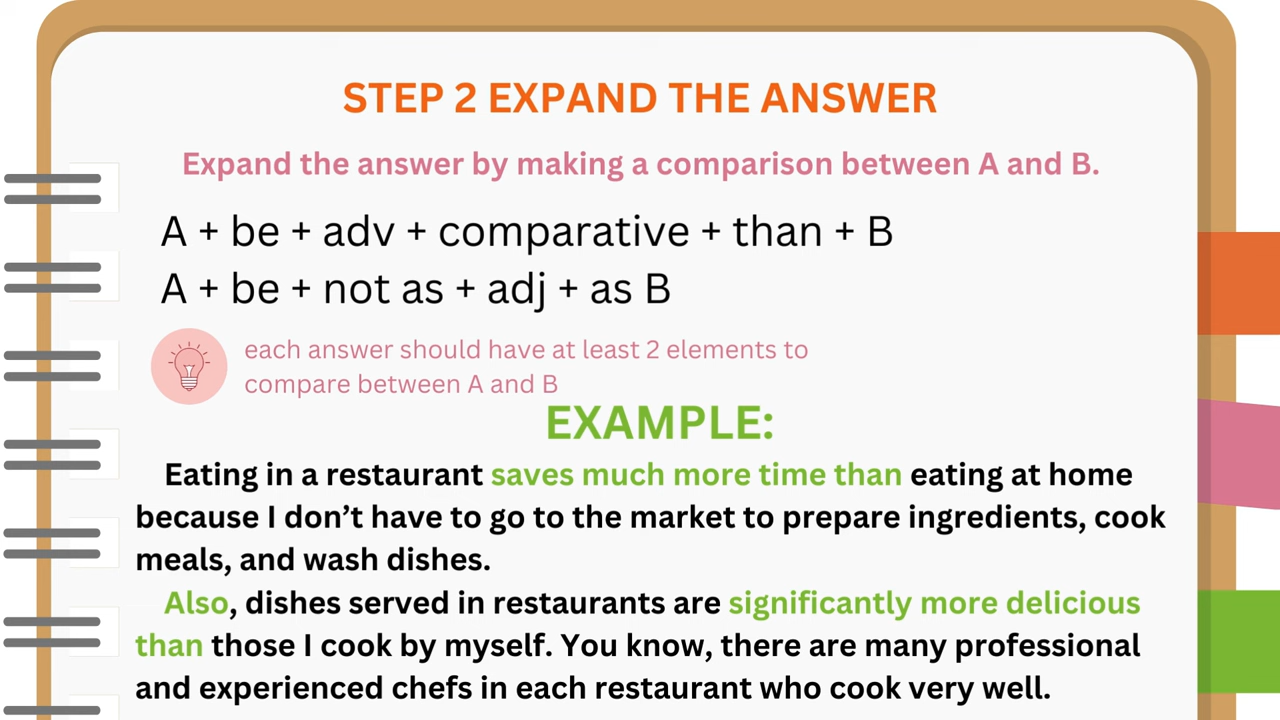 STEP 2 EXPAND THE ANSWER
Expand the answer by making a comparison between A and B.
A + be + adv + comparative + than + B
A + be + not as + adj + as B
each answer should have at least 2 elements to
compare between A and B
EXAMPLE:
Eating in a restaurant saves much more time than eating at home
because I don’t have to go to the market to prepare ingredients, cook
meals, and wash dishes.
Also, dishes served in restaurants are significantly more delicious
than those I cook by myself. You know, there are many professional
and experienced chefs in each restaurant who cook very well.